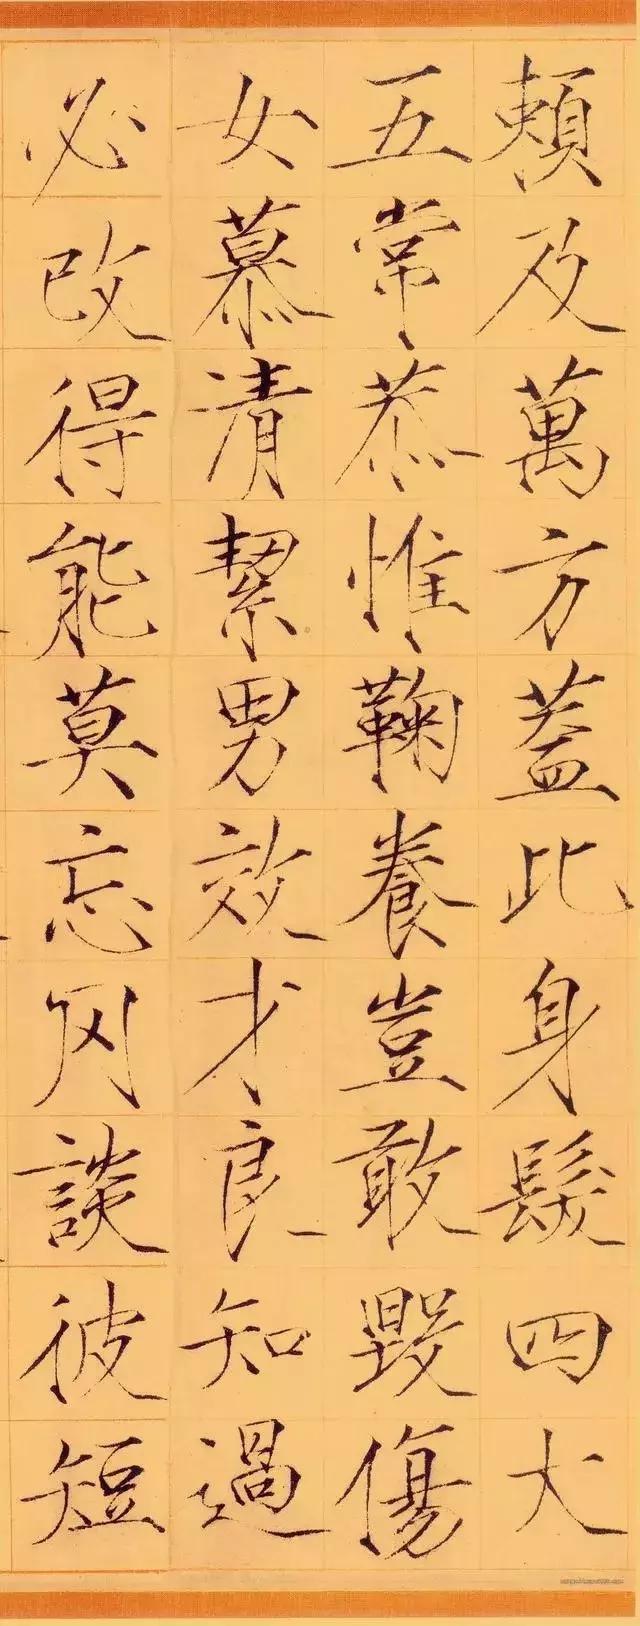 頼及萬方蓋此身髮四大
五常恭惟鞠養豈敢毀傷
女慕清絜男效才良知過
必改得能莫忘罔談彼短